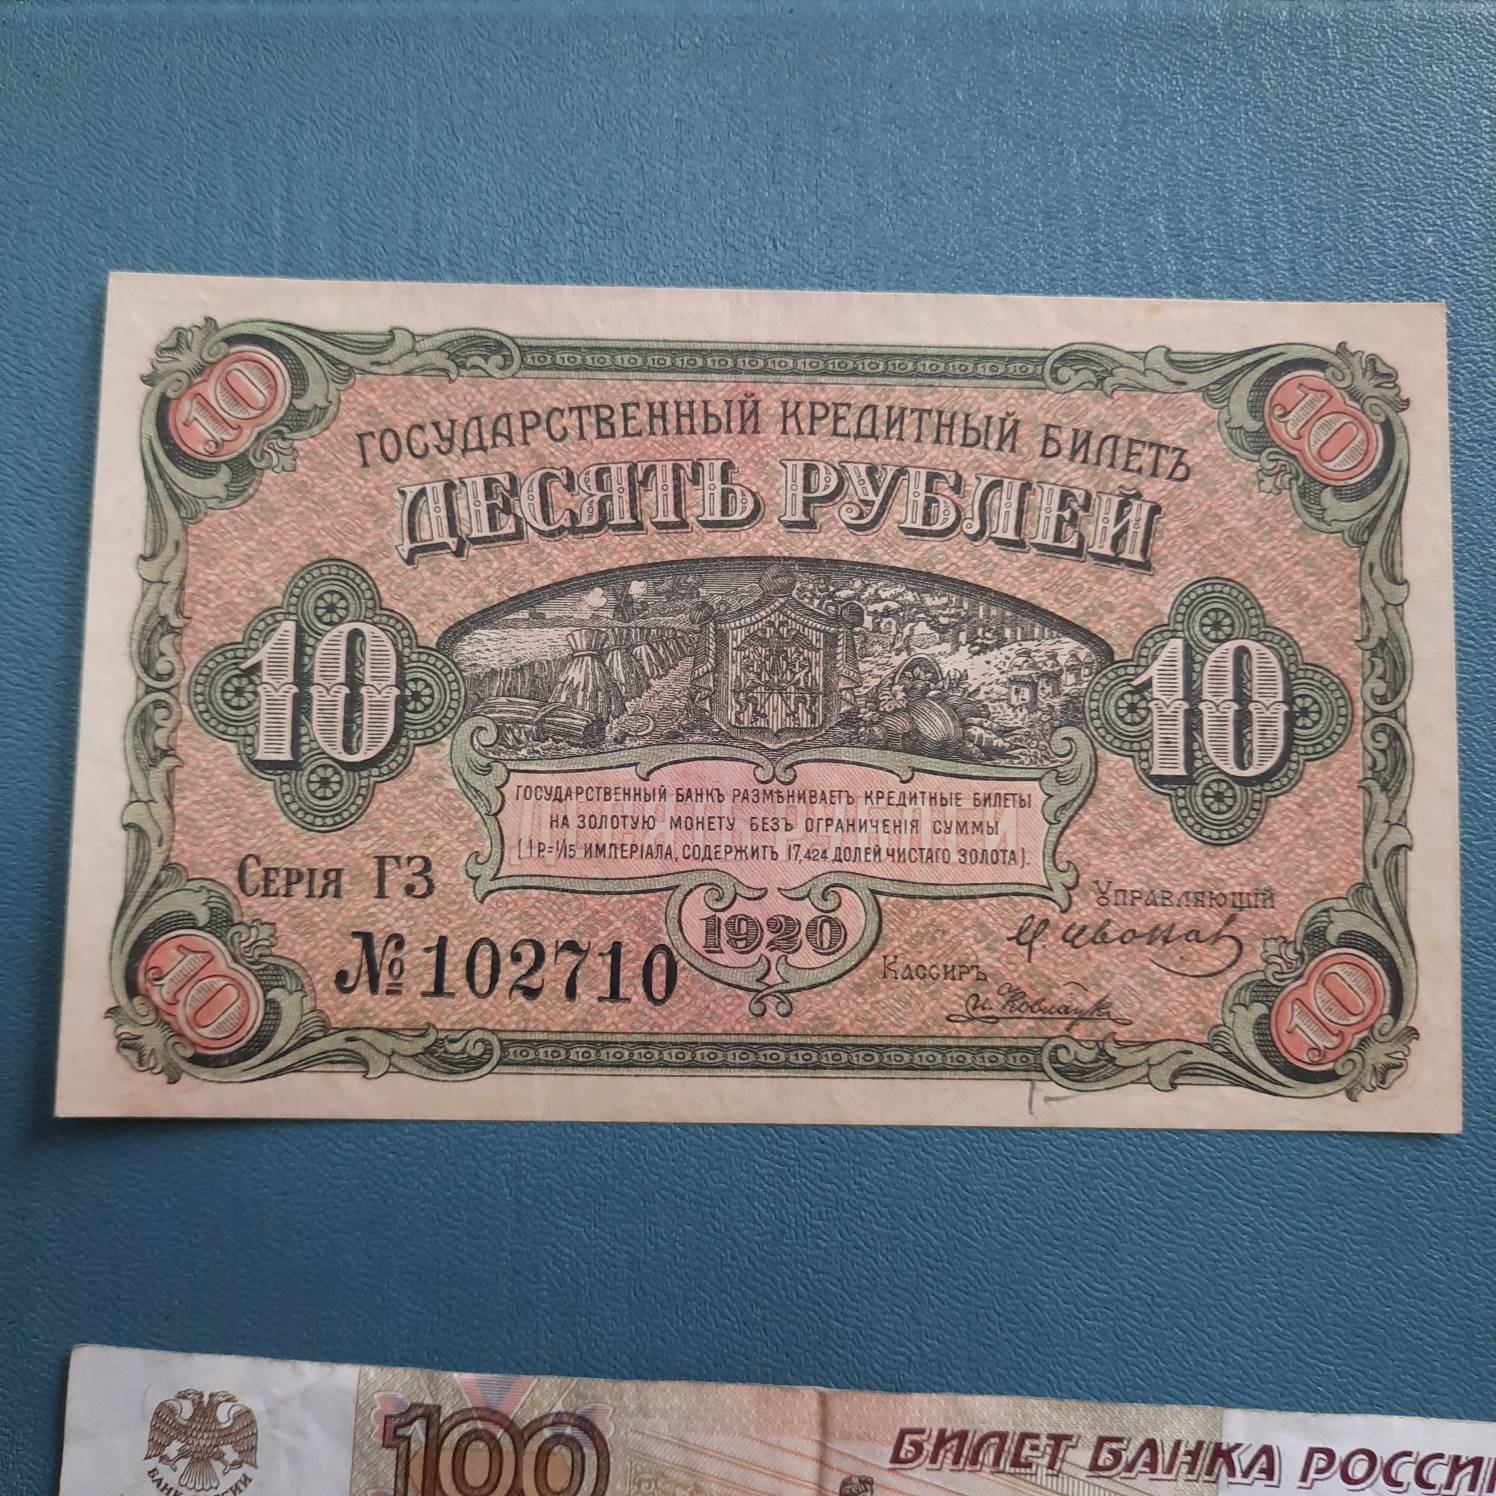 10 10
ГОСУДАРСТВЕННЫЙ КРЕДИТНЫЙ БИЛЕТЪ
ДЕСЯТЬ РУБЛЕЙ
10 10
ГОСУДАРСТВЕННЫЙ БАНКЪ РАЗМѢНИВАЕТЪ КРЕДИТНЫЕ БИЛЕТЫ
НА ЗОЛОТУЮ МОНЕТУ БЕЗЪ ОГРАНИЧЕНІЯ СУММЫ
(1 Р.=1/15 ИМПЕРІАЛА, СОДЕРЖИТЪ 17,424 ДОЛЕЙ ЧИСТАГО ЗОЛОТА).
СЕРІЯ ГЗ
УПРАВЛЯЮЩІЙ
1920
№ 102710
КАССИРЪ
10 10
100
БИЛЕТ БАНКА РОССИИ